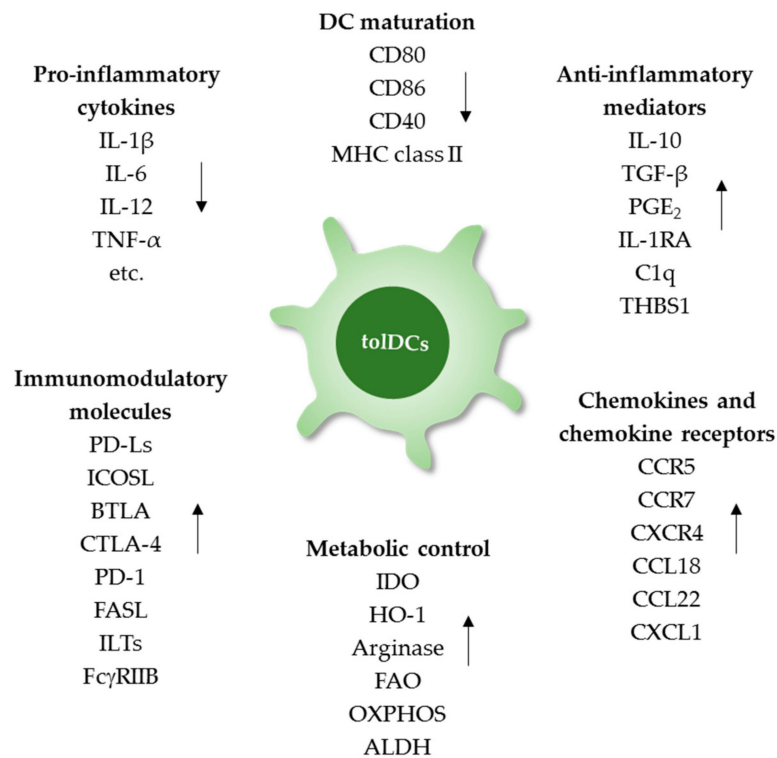 DC maturation
CD80
CD86
CD40
MHC class II
Pro-inflammatory
cytokines
IL-1β
IL-6
IL-12
TNF-α
etc.
Anti-inflammatory
mediators
IL-10
TGF-β
PGE₂
IL-1RA
C1q
THBS1
tolDCs
Immunomodulatory
molecules
PD-Ls
ICOSL
BTLA
CTLA-4
PD-1
FASL
ILTs
FcγRIIB
Metabolic control
IDO
HO-1
Arginase
FAO
OXPHOS
ALDH
Chemokines and
chemokine receptors
CCR5
CCR7
CXCR4
CCL18
CCL22
CXCL1